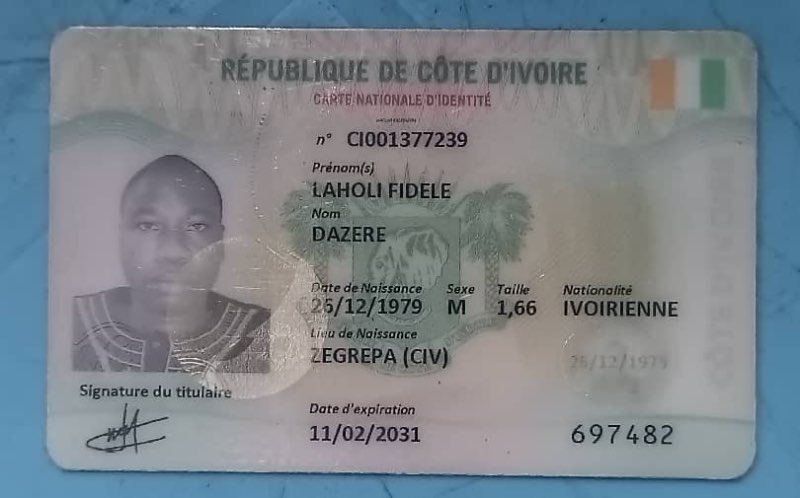 RÉPUBLIQUE DE CÔTE D'IVOIRE
CARTE NATIONALE D'IDENTITÉ
n° CI001377239
Prénom(s)
LAHOLI FIDELE
Nom
DAZERE
Date de Naissance Sexe Taille Nationalité
26/12/1979 M 1,66 IVOIRIENNE
Lieu de Naissance
ZEGREPA (CIV)
26/12/1979
Signature du titulaire
Date d'expiration
11/02/2031
697482